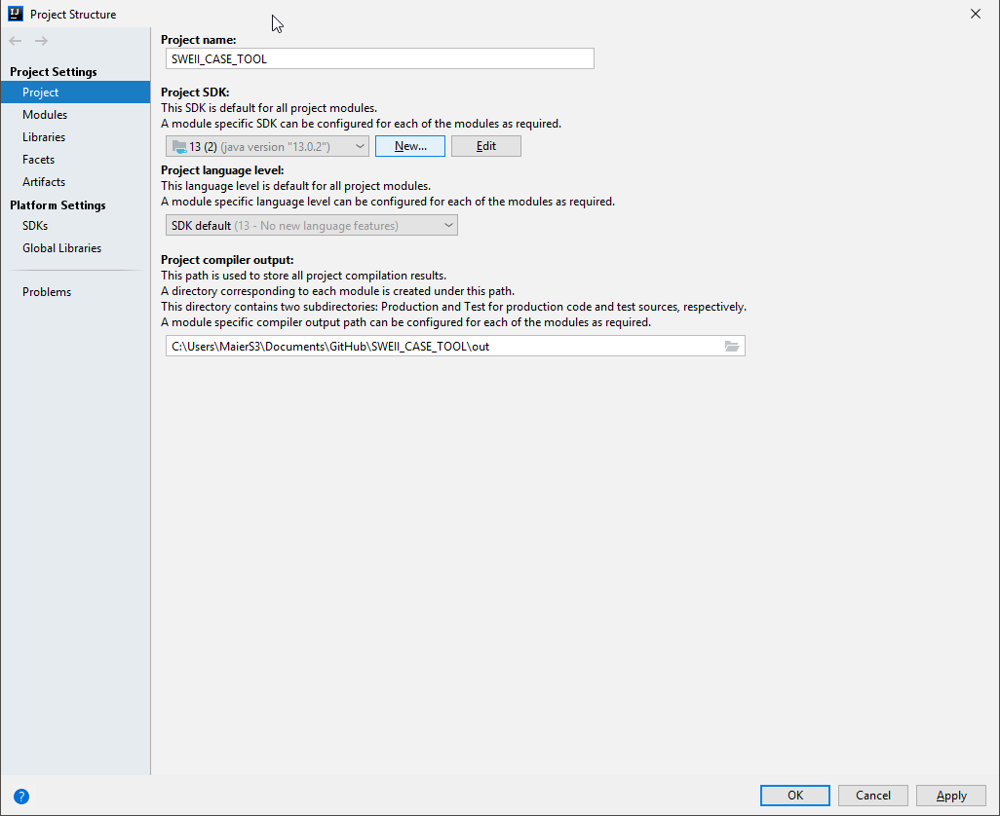 Project Structure
Project Settings
Project
Modules
Libraries
Facets
Artifacts
Platform Settings
SDKs
Global Libraries
Problems
Project name:
SWEII_CASE_TOOL
Project SDK:
This SDK is default for all project modules.
A module specific SDK can be configured for each of the modules as required.
13 (2) (java version "13.0.2")
New...
Edit
Project language level:
This language level is default for all project modules.
A module specific language level can be configured for each of the modules as required.
SDK default (13 - No new language features)
Project compiler output:
This path is used to store all project compilation results.
A directory corresponding to each module is created under this path.
This directory contains two subdirectories: Production and Test for production code and test sources, respectively.
A module specific compiler output path can be configured for each of the modules as required.
C:\Users\MaierS3\Documents\GitHub\SWEII_CASE_TOOL\out
?
OK
Cancel
Apply